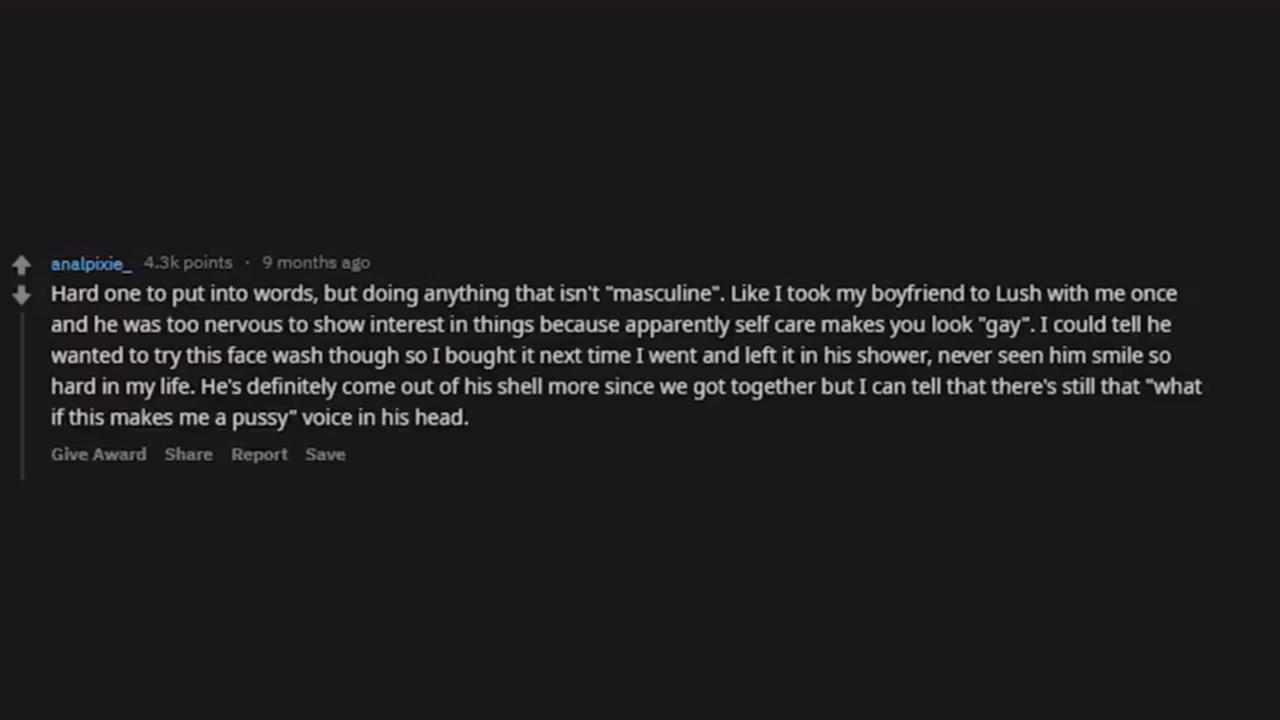 analpixie_ 4.3k points · 9 months ago
Hard one to put into words, but doing anything that isn't "masculine". Like I took my boyfriend to Lush with me once
and he was too nervous to show interest in things because apparently self care makes you look "gay". I could tell he
wanted to try this face wash though so I bought it next time I went and left it in his shower, never seen him smile so
hard in my life. He's definitely come out of his shell more since we got together but I can tell that there's still that "what
if this makes me a pussy" voice in his head.
Give Award Share Report Save